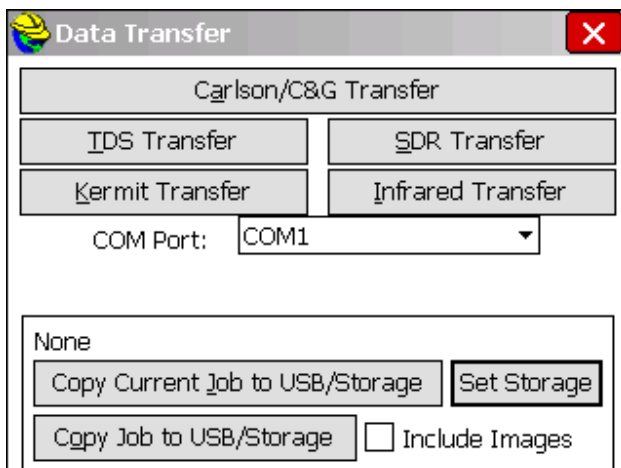 Data Transfer
Carlson/C&G Transfer
TDS Transfer SDR Transfer
Kermit Transfer Infrared Transfer
COM Port: COM1
None
Copy Current Job to USB/Storage Set Storage
Copy Job to USB/Storage Include Images